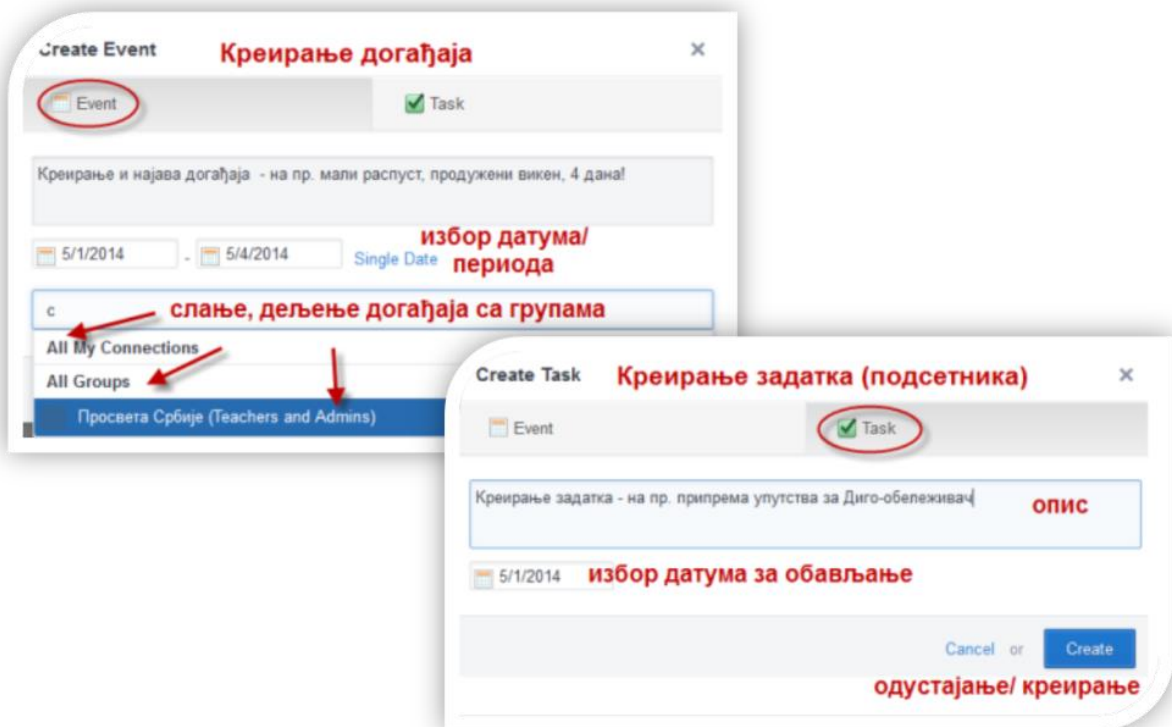 Create Event Креирање догађаја
Event Task
Креирање и најава догађаја - на пр. мали распуст, продужени викен, 4 дана!
5/1/2014 - 5/4/2014 Single Date избор датума/
периода
с слање, дељење догађаја са групама
All My Connections
All Groups
Просвета Србије (Teachers and Admins)
Create Task Креирање задатка (подсетника)
Event Task
Креирање задатка - на пр. припрема упутства за Диго-обележивач опис
5/1/2014 избор датума за обављање
Cancel or Create
одустајање/ креирање